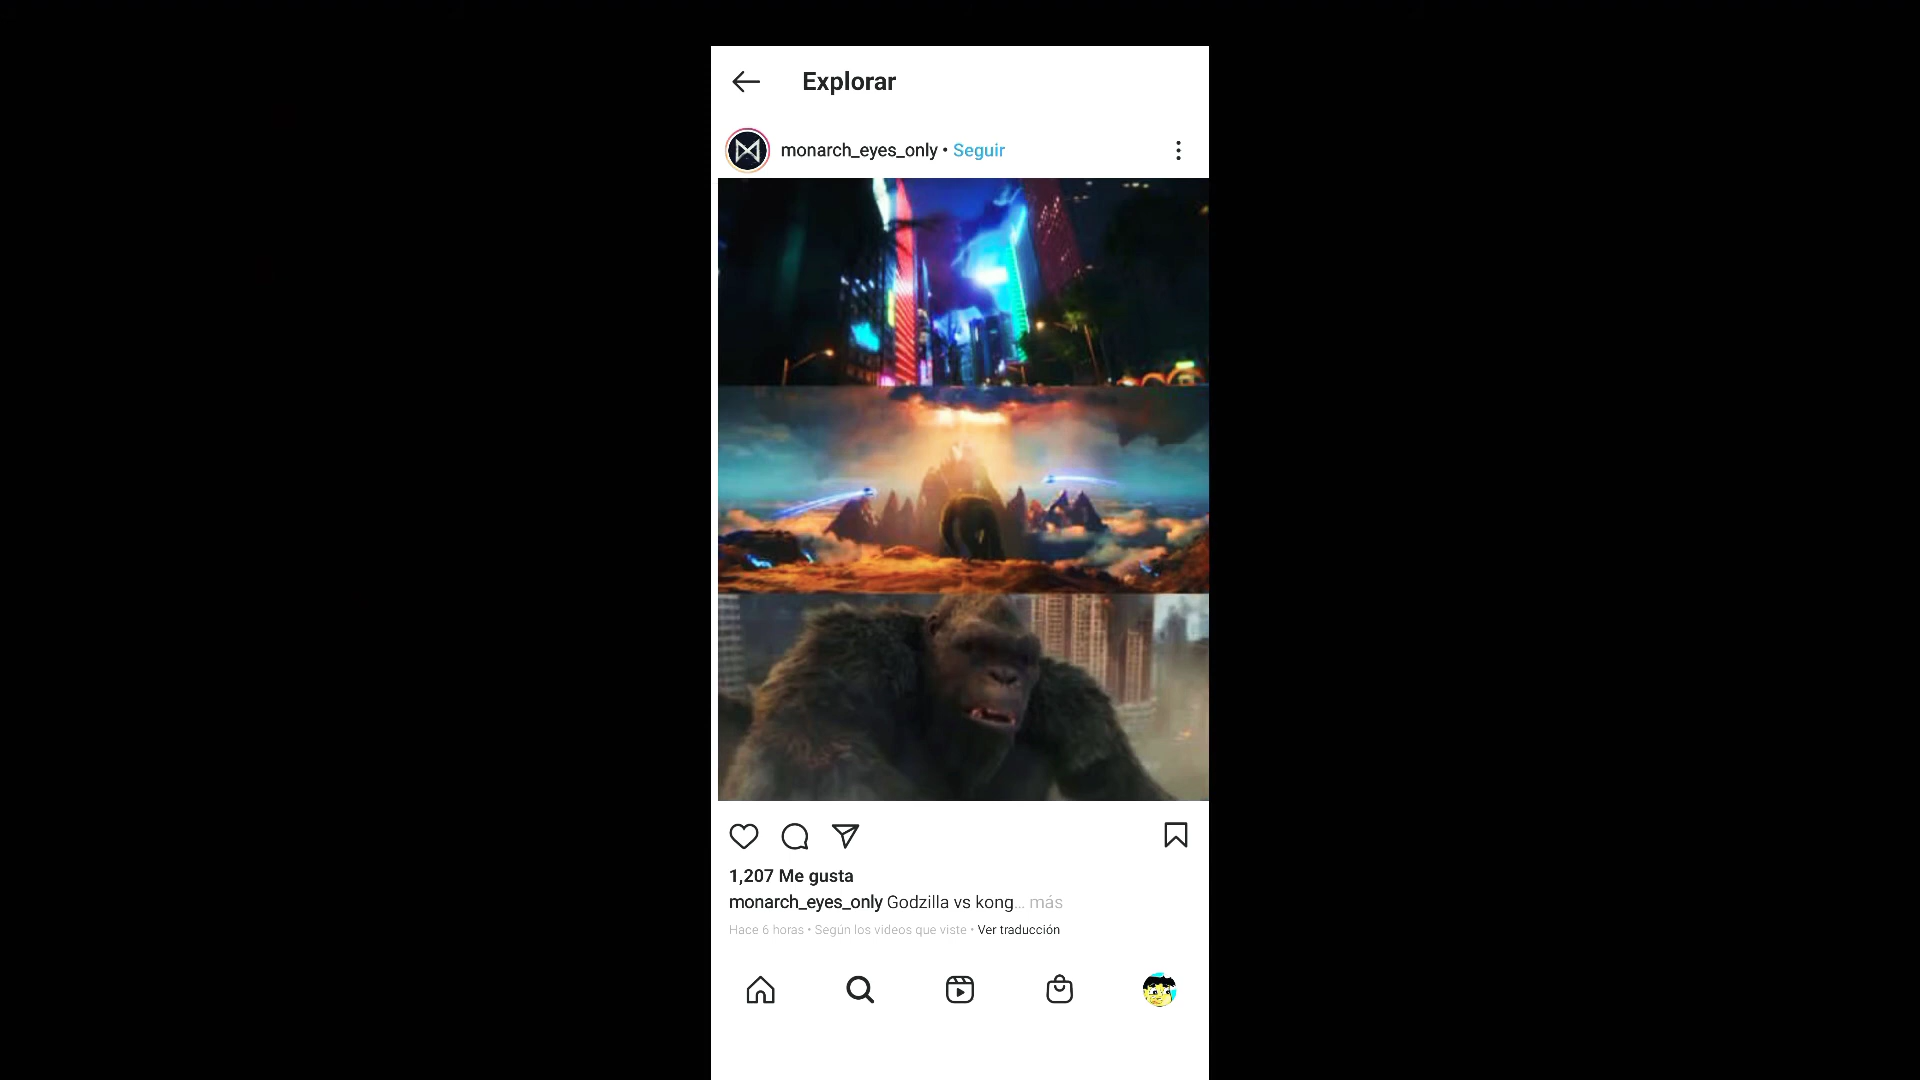 Explorar
monarch_eyes_only • Seguir
1,207 Me gusta
monarch_eyes_only Godzilla vs kong... más
Hace 6 horas • Según los videos que viste • Ver traducción